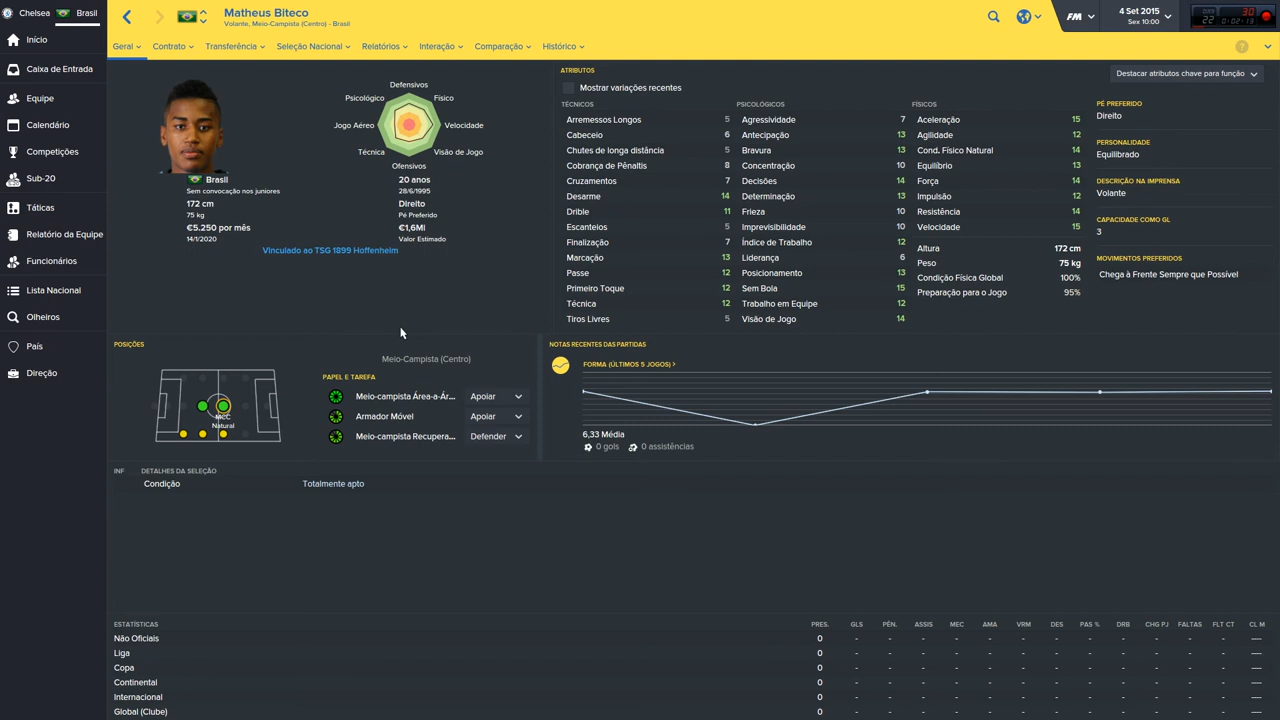 Chelsea
Brasil
Início
Caixa de Entrada
Equipe
Calendário
Competições
Sub-20
Táticas
Relatório da Equipe
Funcionários
Lista Nacional
Olheiros
País
Direção
Matheus Biteco
Volante, Meio-Campista (Centro) - Brasil
FM
4 Set 2015
Sex 10:00
22
30
0:02:13
Geral
Contrato
Transferência
Seleção Nacional
Relatórios
Interação
Comparação
Histórico
?
Defensivos
Psicológico
Físico
Jogo Aéreo
Velocidade
Técnica
Visão de Jogo
Ofensivos
Brasil
Sem convocação nos juniores
172 cm
75 kg
€5.250 por mês
14/1/2020
20 anos
28/6/1995
Direito
Pé Preferido
€1,6Mi
Valor Estimado
Vinculado ao TSG 1899 Hoffenheim
ATRIBUTOS
Mostrar variações recentes
Destacar atributos chave para função
TÉCNICOS
Arremessos Longos 5
Cabeceio 6
Chutes de longa distância 5
Cobrança de Pênaltis 8
Cruzamentos 7
Desarme 14
Drible 11
Escanteios 5
Finalização 7
Marcação 13
Passe 12
Primeiro Toque 12
Técnica 12
Tiros Livres 5
PSICOLÓGICOS
Agressividade 7
Antecipação 13
Bravura 13
Concentração 10
Decisões 14
Determinação 13
Frieza 10
Imprevisibilidade 10
Índice de Trabalho 12
Liderança 6
Posicionamento 13
Sem Bola 15
Trabalho em Equipe 12
Visão de Jogo 14
FÍSICOS
Aceleração 15
Agilidade 12
Cond. Físico Natural 14
Equilíbrio 13
Força 14
Impulsão 12
Resistência 14
Velocidade 15
Altura 172 cm
Peso 75 kg
Condição Física Global 100%
Preparação para o Jogo 95%
PÉ PREFERIDO
Direito
PERSONALIDADE
Equilibrado
DESCRIÇÃO NA IMPRENSA
Volante
CAPACIDADE COMO GL
3
MOVIMENTOS PREFERIDOS
Chega à Frente Sempre que Possível
POSIÇÕES
MCC
Natural
Meio-Campista (Centro)
PAPEL E TAREFA
Meio-campista Área-a-Ár... Apoiar
Armador Móvel Apoiar
Meio-campista Recupera... Defender
NOTAS RECENTES DAS PARTIDAS
FORMA (ÚLTIMOS 5 JOGOS) >
6,33 Média
0 gols 0 assistências
INF DETALHES DA SELEÇÃO
Condição Totalmente apto
ESTATÍSTICAS PRES. GLS PÊN. ASSIS MEC AMA VRM DES PAS % DRB CHG PJ FALTAS FLT CT CL M
Não Oficiais 0 - - - - - - - - - - - - ---
Liga 0 - - - - - - - - - - - - ---
Copa 0 - - - - - - - - - - - - ---
Continental 0 - - - - - - - - - - - - ---
Internacional 0 - - - - - - - - - - - - ---
Global (Clube) 0 - - - - - - - - - - - - ---